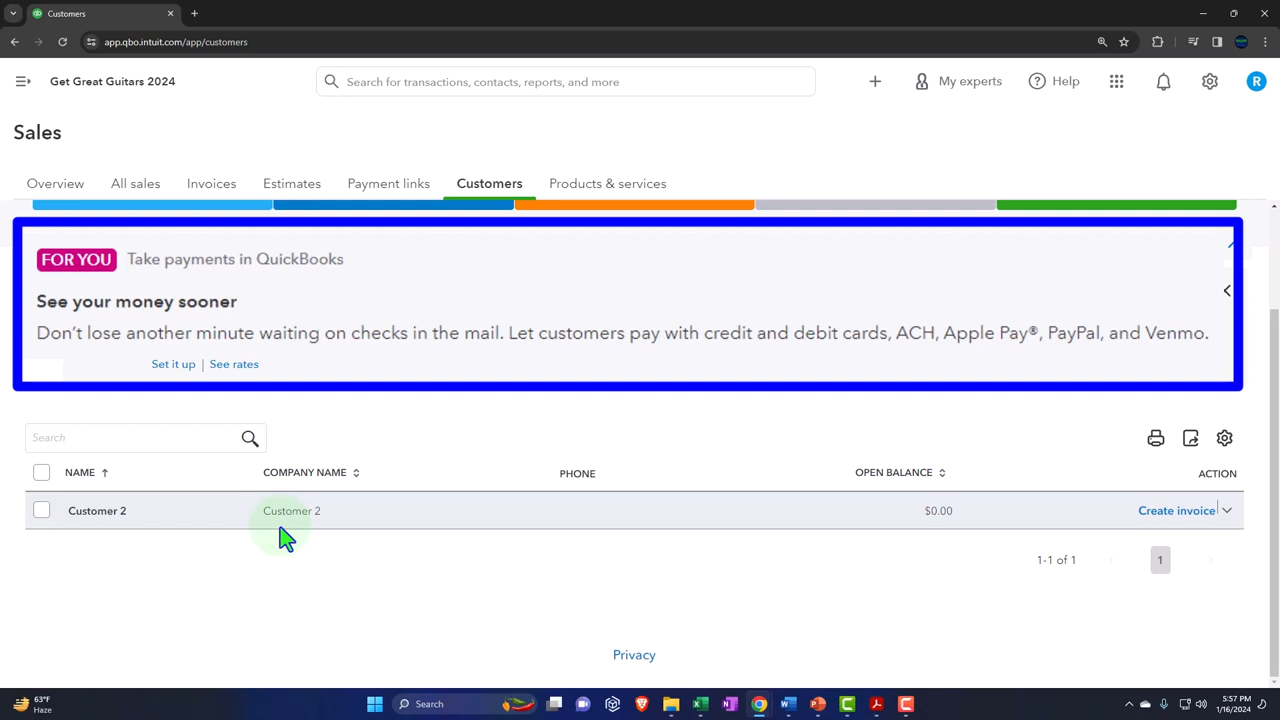 Customers
app.qbo.intuit.com/app/customers
Get Great Guitars 2024
Search for transactions, contacts, reports, and more
My experts
Help
R
Sales
Overview
All sales
Invoices
Estimates
Payment links
Customers
Products & services
FOR YOU Take payments in QuickBooks
See your money sooner
Don't lose another minute waiting on checks in the mail. Let customers pay with credit and debit cards, ACH, Apple Pay®, PayPal, and Venmo.
Set it up | See rates
Search
NAME COMPANY NAME PHONE OPEN BALANCE ACTION
Customer 2 Customer 2 $0.00 Create invoice
1-1 of 1 1
Privacy
63°F
Haze
Search
5:57 PM
1/16/2024